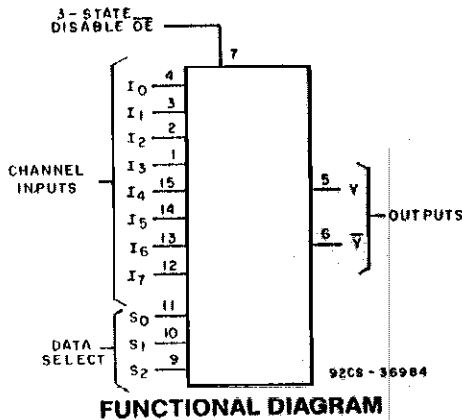 3-STATE
DISABLE OE
7
I0 4
I1 3
I2 2
I3 1
I4 15
I5 14
I6 13
I7 12
CHANNEL
INPUTS
5 Y
6 Y
OUTPUTS
S0 11
S1 10
S2 9
DATA
SELECT
92CS-36984
FUNCTIONAL DIAGRAM